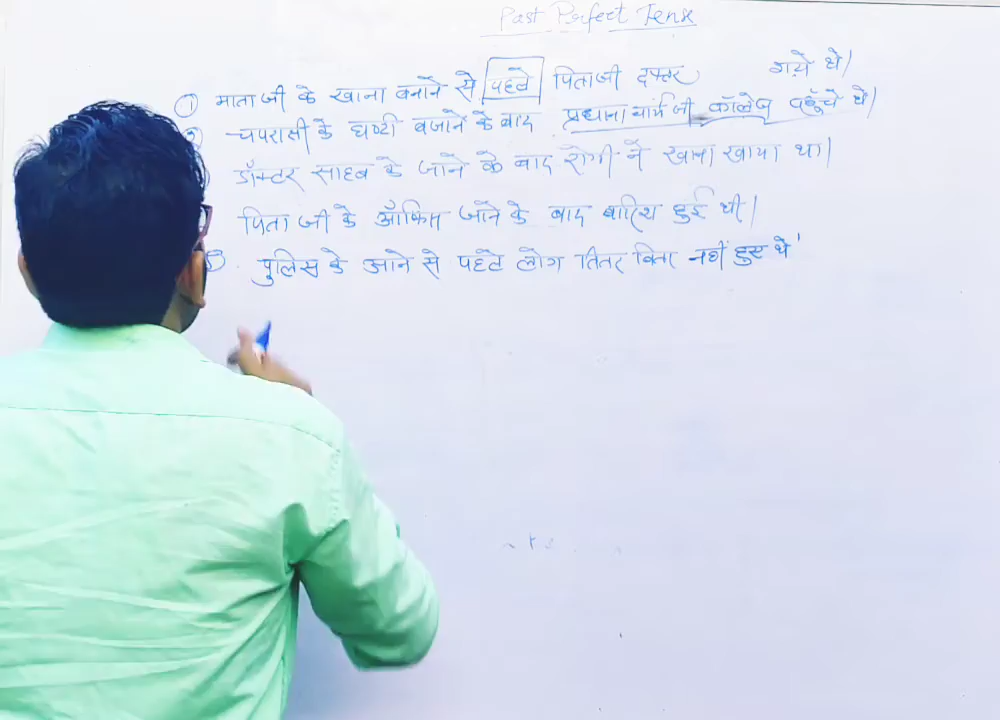 Past Perfect Tense
① माता जी के खाना बनाने से पहले पिताजी दफ्तर गये थे।
चपरासी के घण्टी बजाने के बाद प्रधानाचार्य जी कॉलेज पहुँचे थे।
डॉक्टर साहब के जाने के बाद रोगी ने खाना खाया था।
पिता जी के ऑफिस जाने के बाद बारिश हुई थी।
5. पुलिस के आने से पहले लोग तितर बितर नहीं हुए थे'